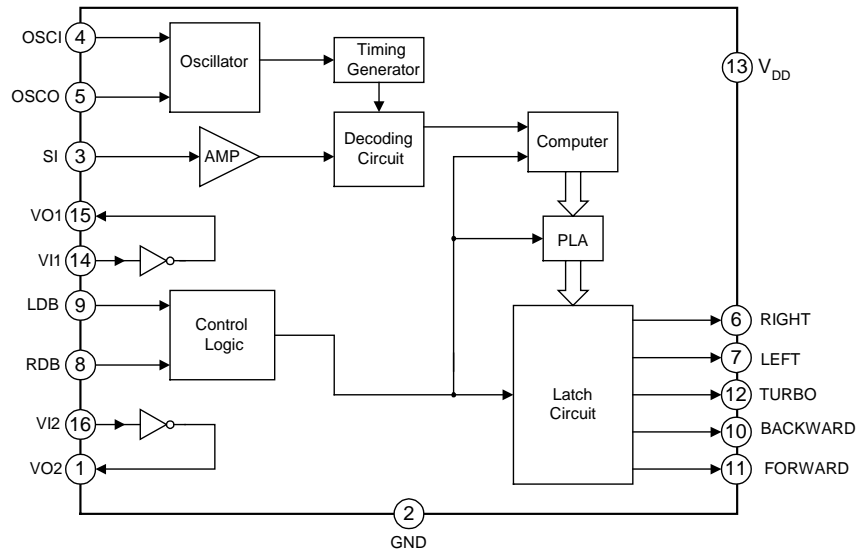 OSCI
4
Oscillator
Timing
Generator
13
V_DD
OSCO
5
SI
3
AMP
Decoding
Circuit
Computer
VO1
15
VI1
14
PLA
LDB
9
Control
Logic
RDB
8
Latch
Circuit
6
RIGHT
7
LEFT
12
TURBO
10
BACKWARD
11
FORWARD
VI2
16
VO2
1
2
GND